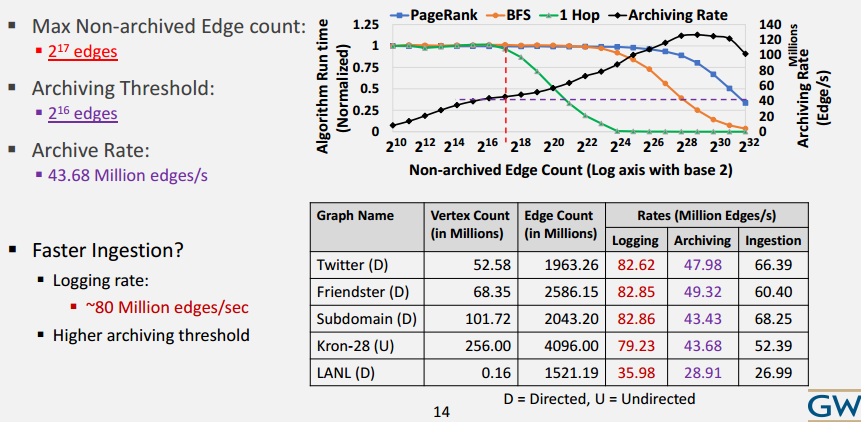 ▪ Max Non-archived Edge count:
▪ 2^17 edges
▪ Archiving Threshold:
▪ 2^16 edges
▪ Archive Rate:
▪ 43.68 Million edges/s
▪ Faster Ingestion?
▪ Logging rate:
▪ ~80 Million edges/sec
▪ Higher archiving threshold
PageRank BFS 1 Hop Archiving Rate
Algorithm Run time
(Normalized)
1.25
1
0.75
0.5
0.25
0
140
120
100
80
60
40
20
0
Millions
Archiving Rate
(Edge/s)
2^10 2^12 2^14 2^16 2^18 2^20 2^22 2^24 2^26 2^28 2^30 2^32
Non-archived Edge Count (Log axis with base 2)
Graph Name Vertex Count (in Millions) Edge Count (in Millions) Rates (Million Edges/s)
Logging Archiving Ingestion
Twitter (D) 52.58 1963.26 82.62 47.98 66.39
Friendster (D) 68.35 2586.15 82.85 49.32 60.40
Subdomain (D) 101.72 2043.20 82.86 43.43 68.25
Kron-28 (U) 256.00 4096.00 79.23 43.68 52.39
LANL (D) 0.16 1521.19 35.98 28.91 26.99
D = Directed, U = Undirected
14
GW